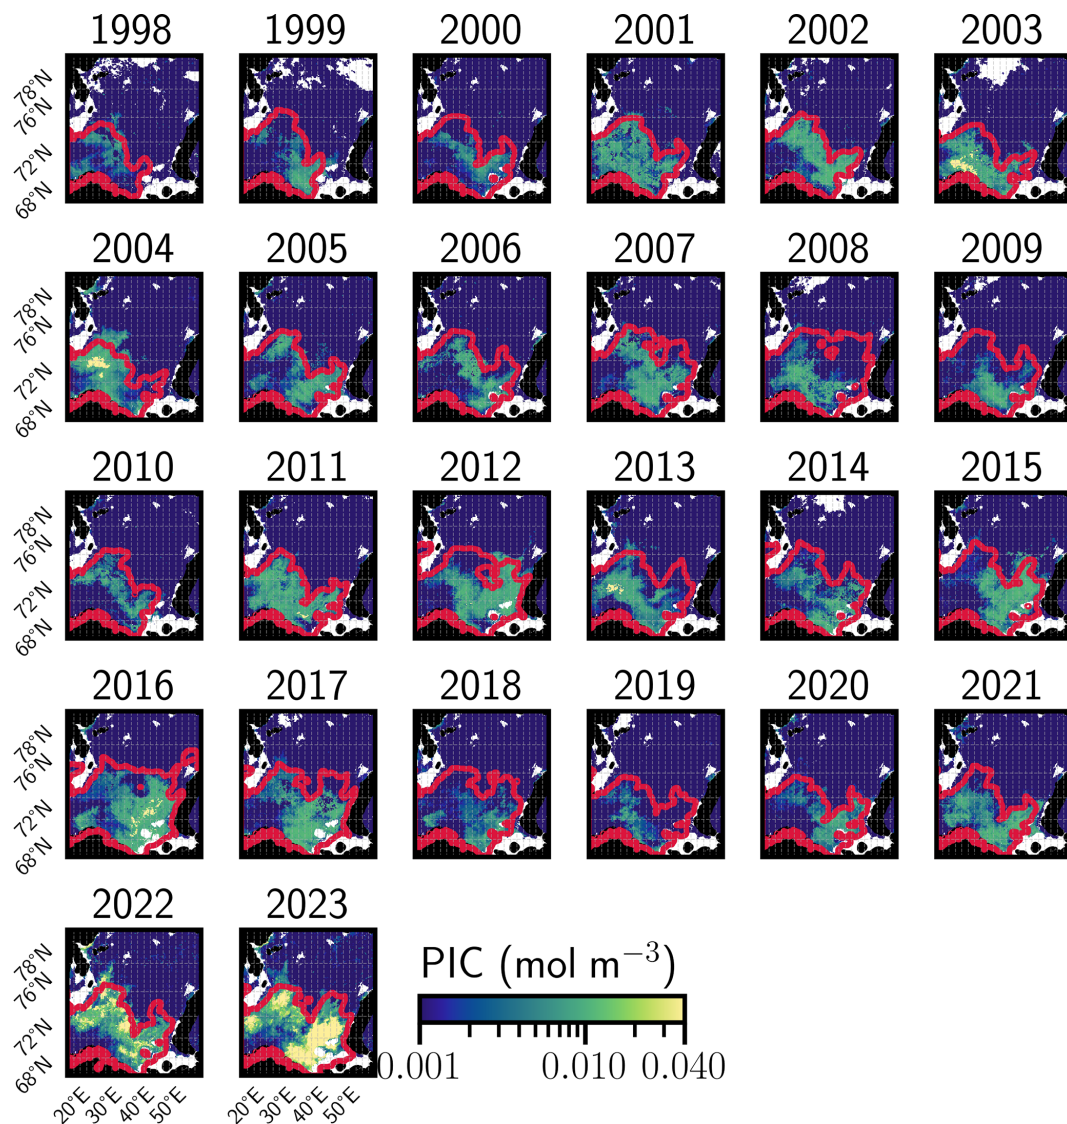 1998 1999 2000 2001 2002 2003
78°N
76°N
72°N
68°N
2004 2005 2006 2007 2008 2009
78°N
76°N
72°N
68°N
2010 2011 2012 2013 2014 2015
78°N
76°N
72°N
68°N
2016 2017 2018 2019 2020 2021
78°N
76°N
72°N
68°N
2022 2023
78°N
76°N
72°N
68°N
20°E 30°E 40°E 50°E 20°E 30°E 40°E 50°E
PIC (mol m⁻³)
0.001 0.010 0.040